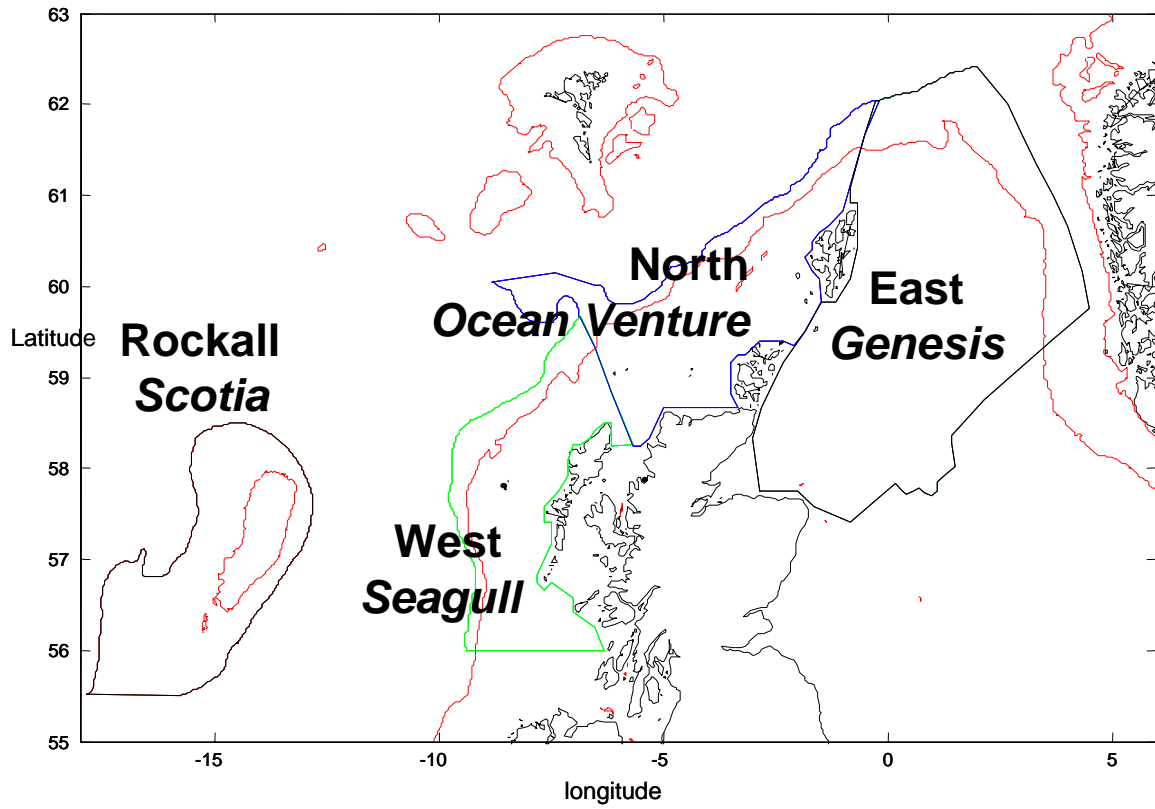 63
62
61
60
59
58
57
56
55
Latitude
North
Ocean Venture
East
Genesis
Rockall
Scotia
West
Seagull
-15
-10
-5
0
5
longitude